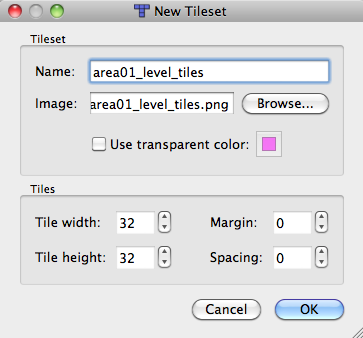 New Tileset
Tileset
Name: area01_level_tiles
Image: area01_level_tiles.png Browse...
Use transparent color:
Tiles
Tile width: 32 Margin: 0
Tile height: 32 Spacing: 0
Cancel OK